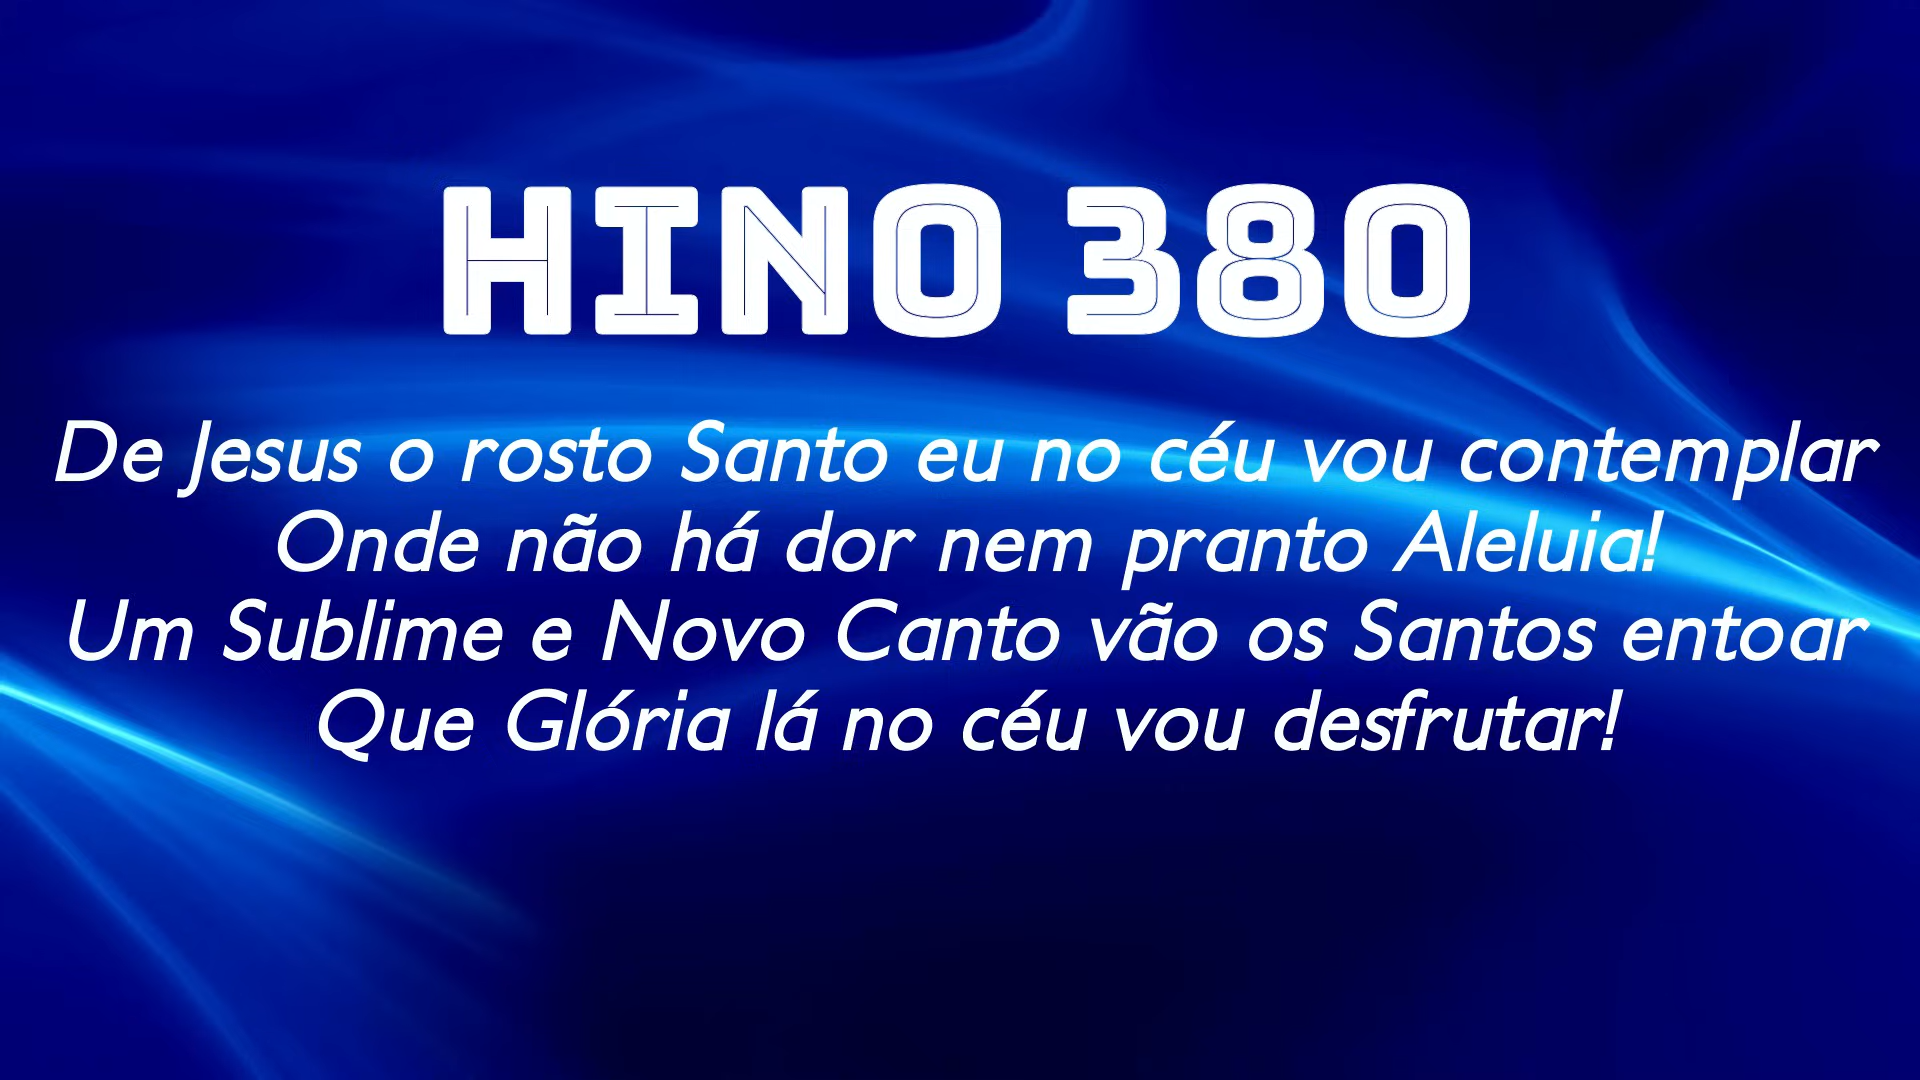 HINO 380
De Jesus o rosto Santo eu no céu vou contemplar
Onde não há dor nem pranto Aleluia!
Um Sublime e Novo Canto vão os Santos entoar
Que Glória lá no céu vou desfrutar!